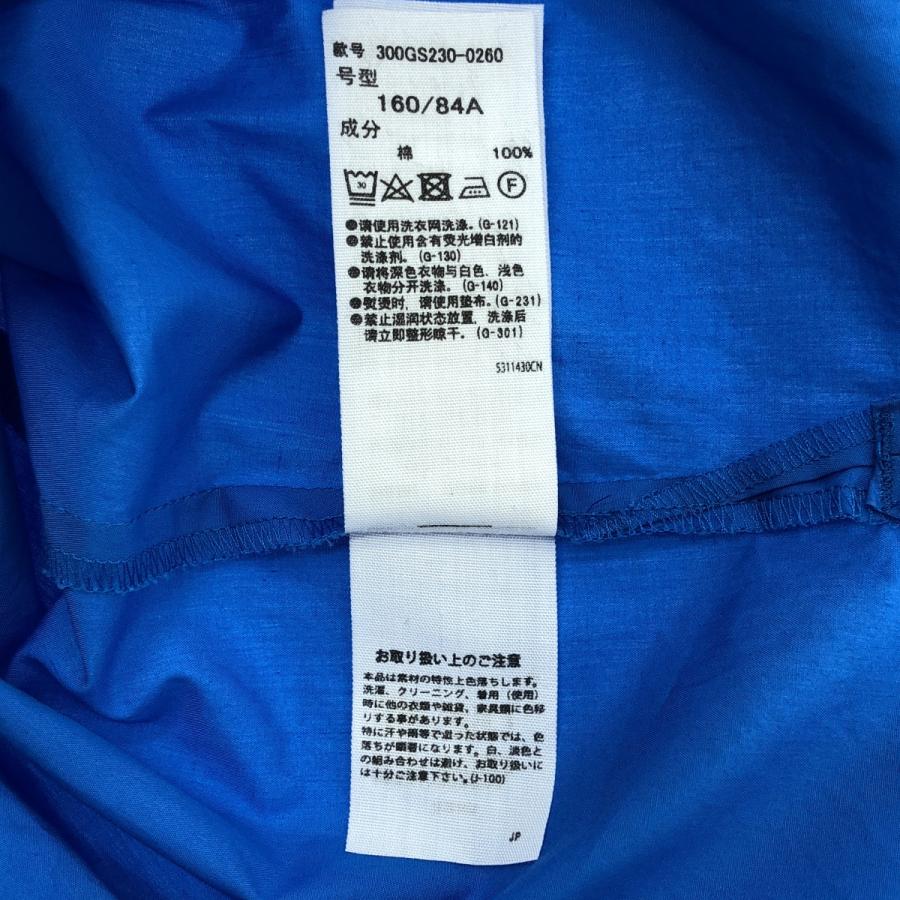 款号 300GS230-0260
号型
160/84A
成分
棉 100%
30
F
●请使用洗衣网洗涤。(G-121)
●禁止使用含有荧光增白剂的
洗涤剂。(G-130)
●请将深色衣物与白色、浅色
衣物分开洗涤。(G-140)
●熨烫时，请使用垫布。(G-231)
●禁止湿润状态放置，洗涤后
请立即整形晾干。(G-301)
S311430CN
お取り扱い上のご注意
本品は素材の特性上色落ちします。
洗濯、クリーニング、着用（使用）
時に他の衣類や雑貨、家具類に色移
りする事があります。
特に汗や雨等で湿った状態では、色
落ちが顕著になります。白、淡色と
の組み合わせは避け、お取り扱いに
は十分ご注意下さい。(J-100)
JP